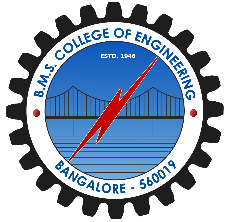 B.M.S. COLLEGE OF ENGINEERING
ESTD. 1946
BANGALORE - 560019